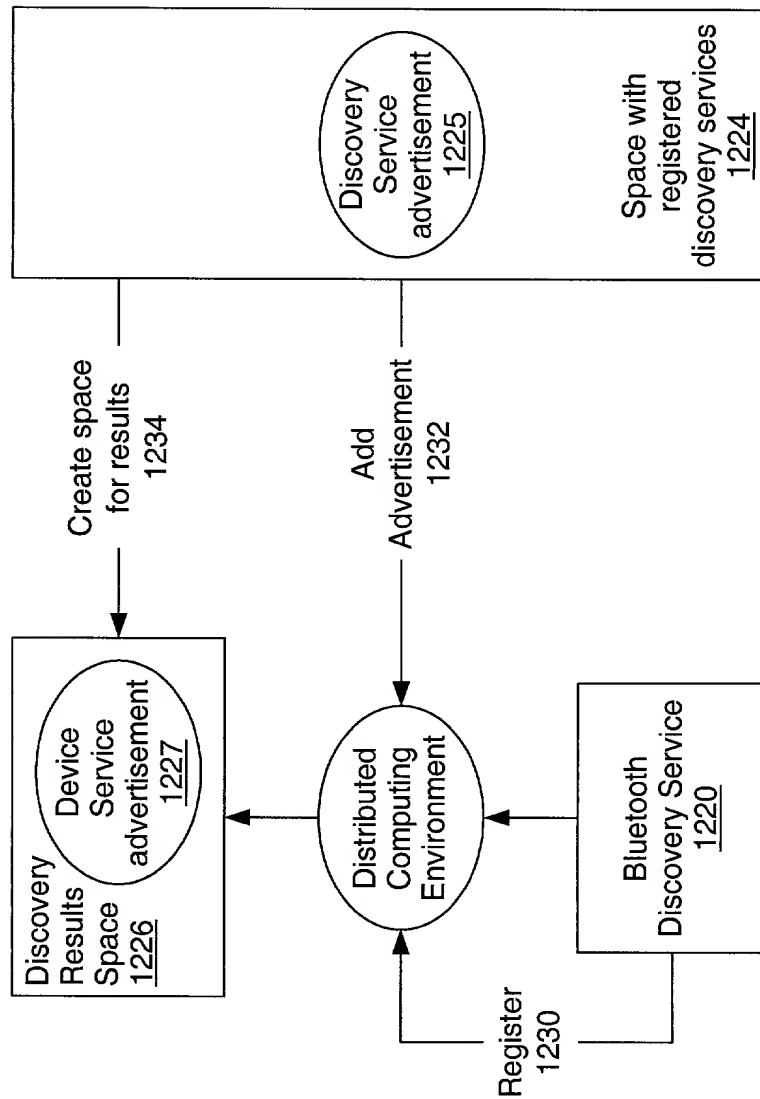 Discovery
Results
Space
1226
Device
Service
advertisement
1227
Create space
for results
1234
Discovery
Service
advertisement
1225
Space with
registered
discovery services
1224
Add
Advertisement
1232
Distributed
Computing
Environment
Register
1230
Bluetooth
Discovery Service
1220